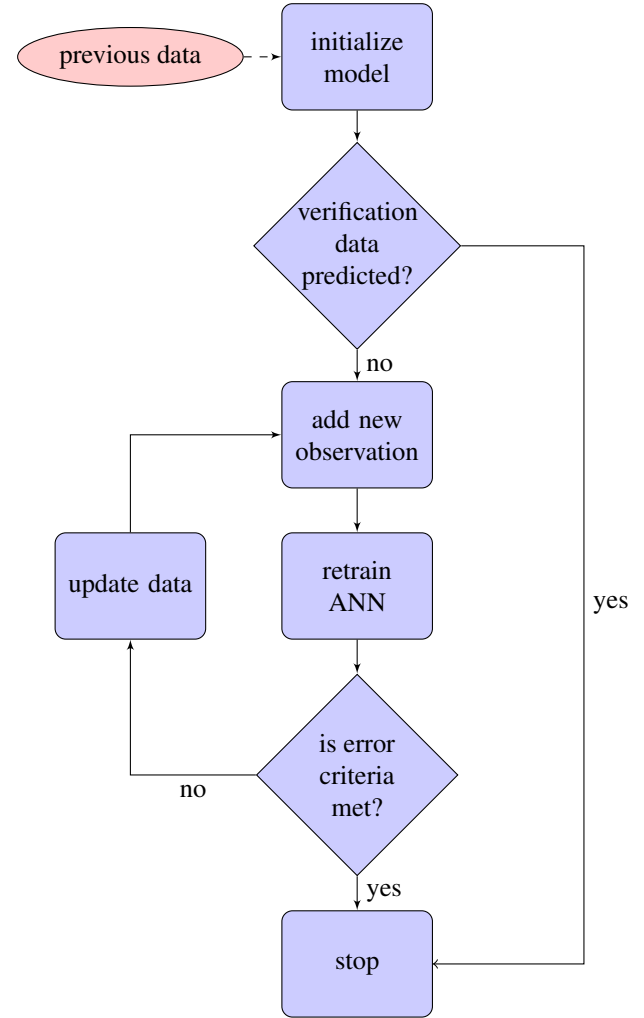 previous data
initialize
model
verification
data
predicted?
no
add new
observation
update data
retrain
ANN
yes
is error
criteria
met?
no
yes
stop